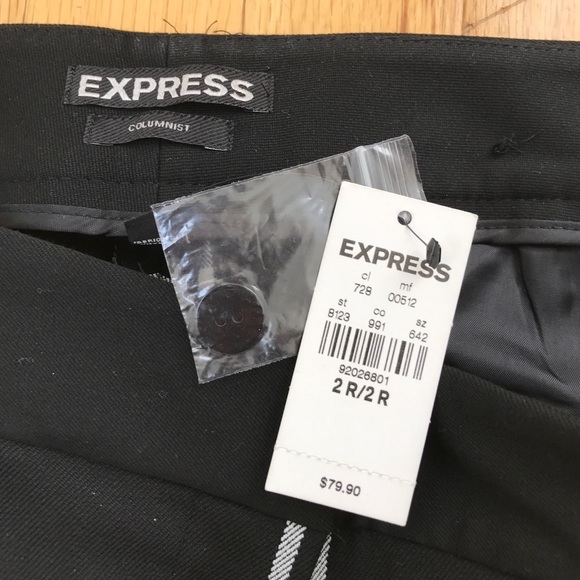 EXPRESS
COLUMNIST
EXPRESS
cl mf
728 00512
st co sz
8123 991 642
92026801
2 R/2 R
$79.90